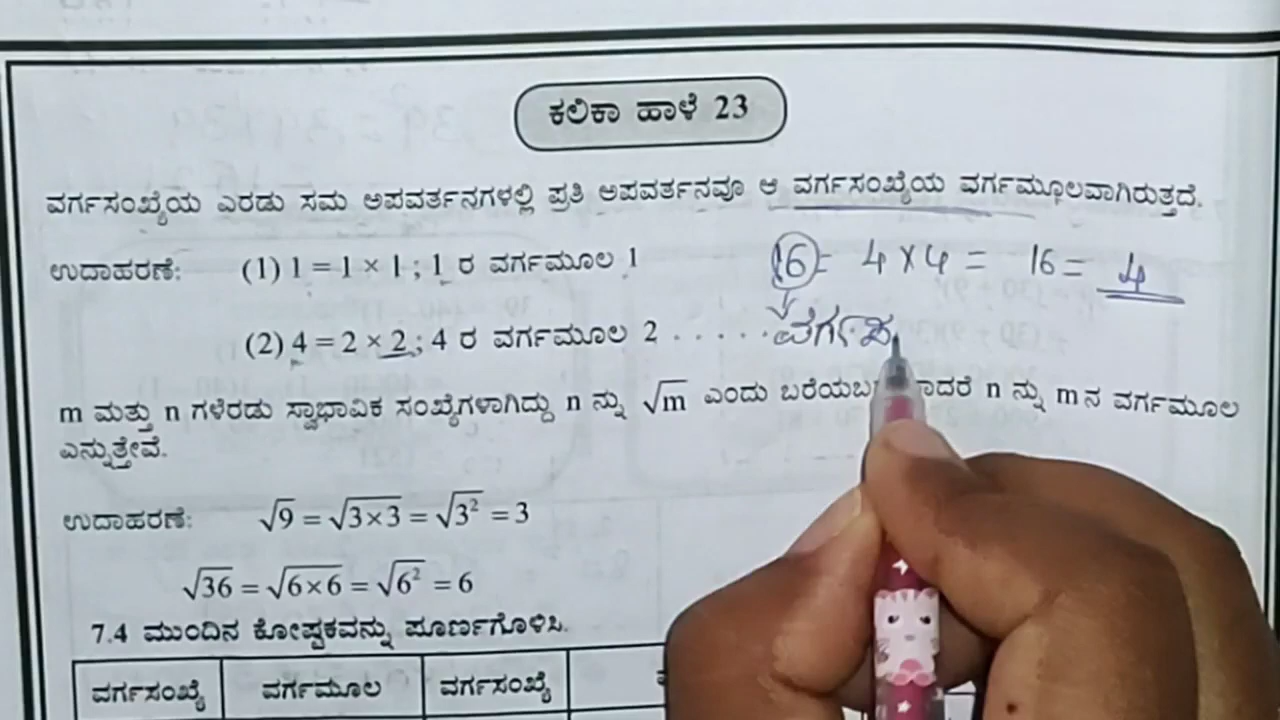 ಕಲಿಕಾ ಹಾಳೆ 23
ವರ್ಗಸಂಖ್ಯೆಯ ಎರಡು ಸಮ ಅಪವರ್ತನಗಳಲ್ಲಿ ಪ್ರತಿ ಅಪವರ್ತನವೂ ಆ ವರ್ಗಸಂಖ್ಯೆಯ ವರ್ಗಮೂಲವಾಗಿರುತ್ತದೆ.
ಉದಾಹರಣೆ: (1) 1 = 1 × 1 ; 1 ರ ವರ್ಗಮೂಲ 1 16 = 4 × 4 = 16 = 4
(2) 4 = 2 × 2 ; 4 ರ ವರ್ಗಮೂಲ 2 . . . . .
m ಮತ್ತು n ಗಳೆರಡು ಸ್ವಾಭಾವಿಕ ಸಂಖ್ಯೆಗಳಾಗಿದ್ದು n ನ್ನು √m ಎಂದು n ನ್ನು m ನ ವರ್ಗಮೂಲ
ಎನ್ನುತ್ತೇವೆ.
ಉದಾಹರಣೆ: √9 = √3×3 = √3² = 3
√36 = √6×6 = √6² = 6
7.4 ಮುಂದಿನ ಕೋಷ್ಟಕವನ್ನು ಪೂರ್ಣಗೊಳಿಸಿ.
ವರ್ಗಸಂಖ್ಯೆ ವರ್ಗಮೂಲ ವರ್ಗಸಂಖ್ಯೆ